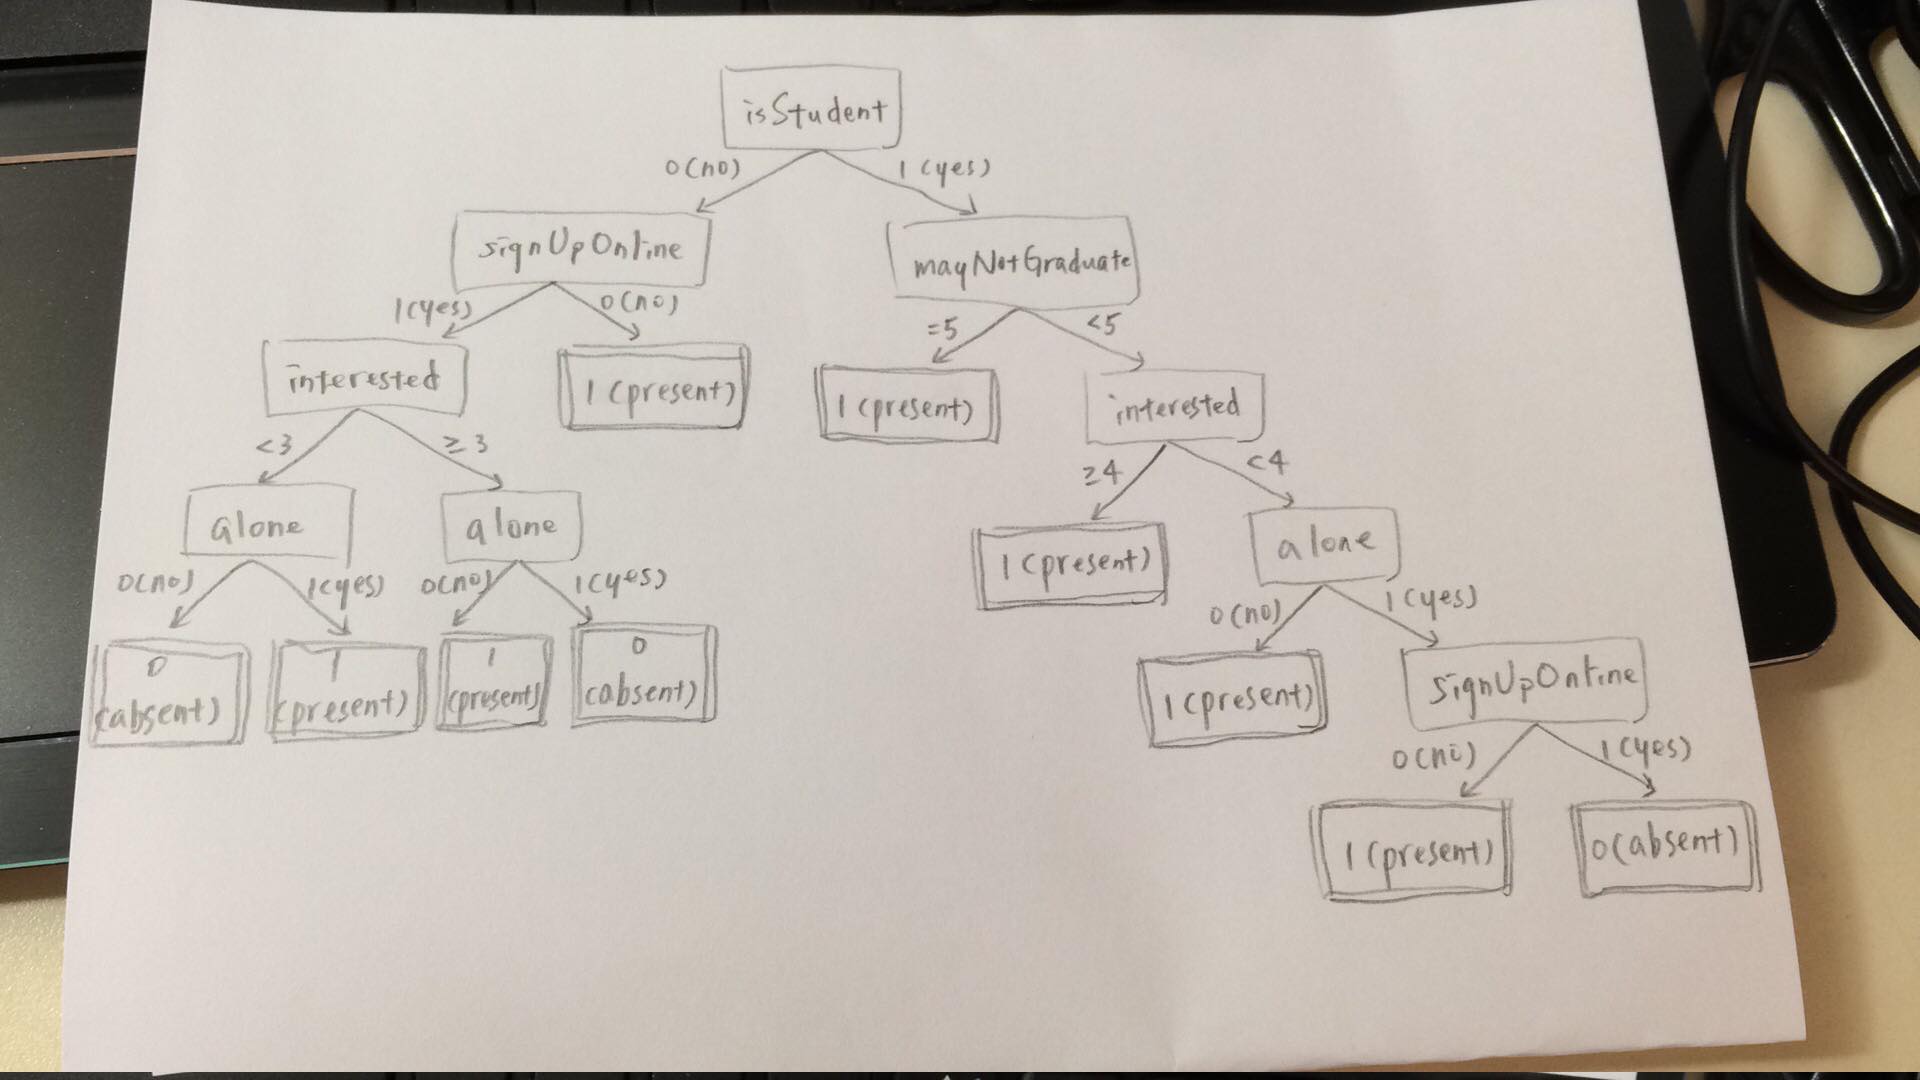 isStudent
0(no)
1(yes)
signUpOnline
mayNotGraduate
1(yes)
0(no)
=5
<5
interested
1(present)
1(present)
interested
<3
≥3
≥4
<4
alone
alone
1(present)
alone
0(no)
1(yes)
0(no)
1(yes)
0(no)
1(yes)
0
(absent)
1
(present)
1
(present)
0
(absent)
1(present)
signUpOnline
0(no)
1(yes)
1(present)
0(absent)